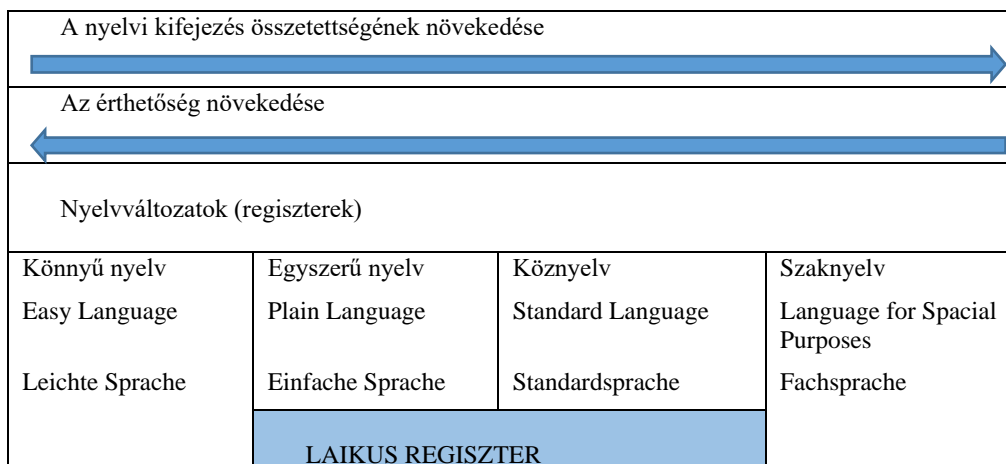 A nyelvi kifejezés összetettségének növekedése
Az érthetőség növekedése
Nyelvváltozatok (regiszterek)
Könnyű nyelv
Easy Language
Leichte Sprache
Egyszerű nyelv
Plain Language
Einfache Sprache
Köznyelv
Standard Language
Standardsprache
Szaknyelv
Language for Spacial
Purposes
Fachsprache
LAIKUS REGISZTER